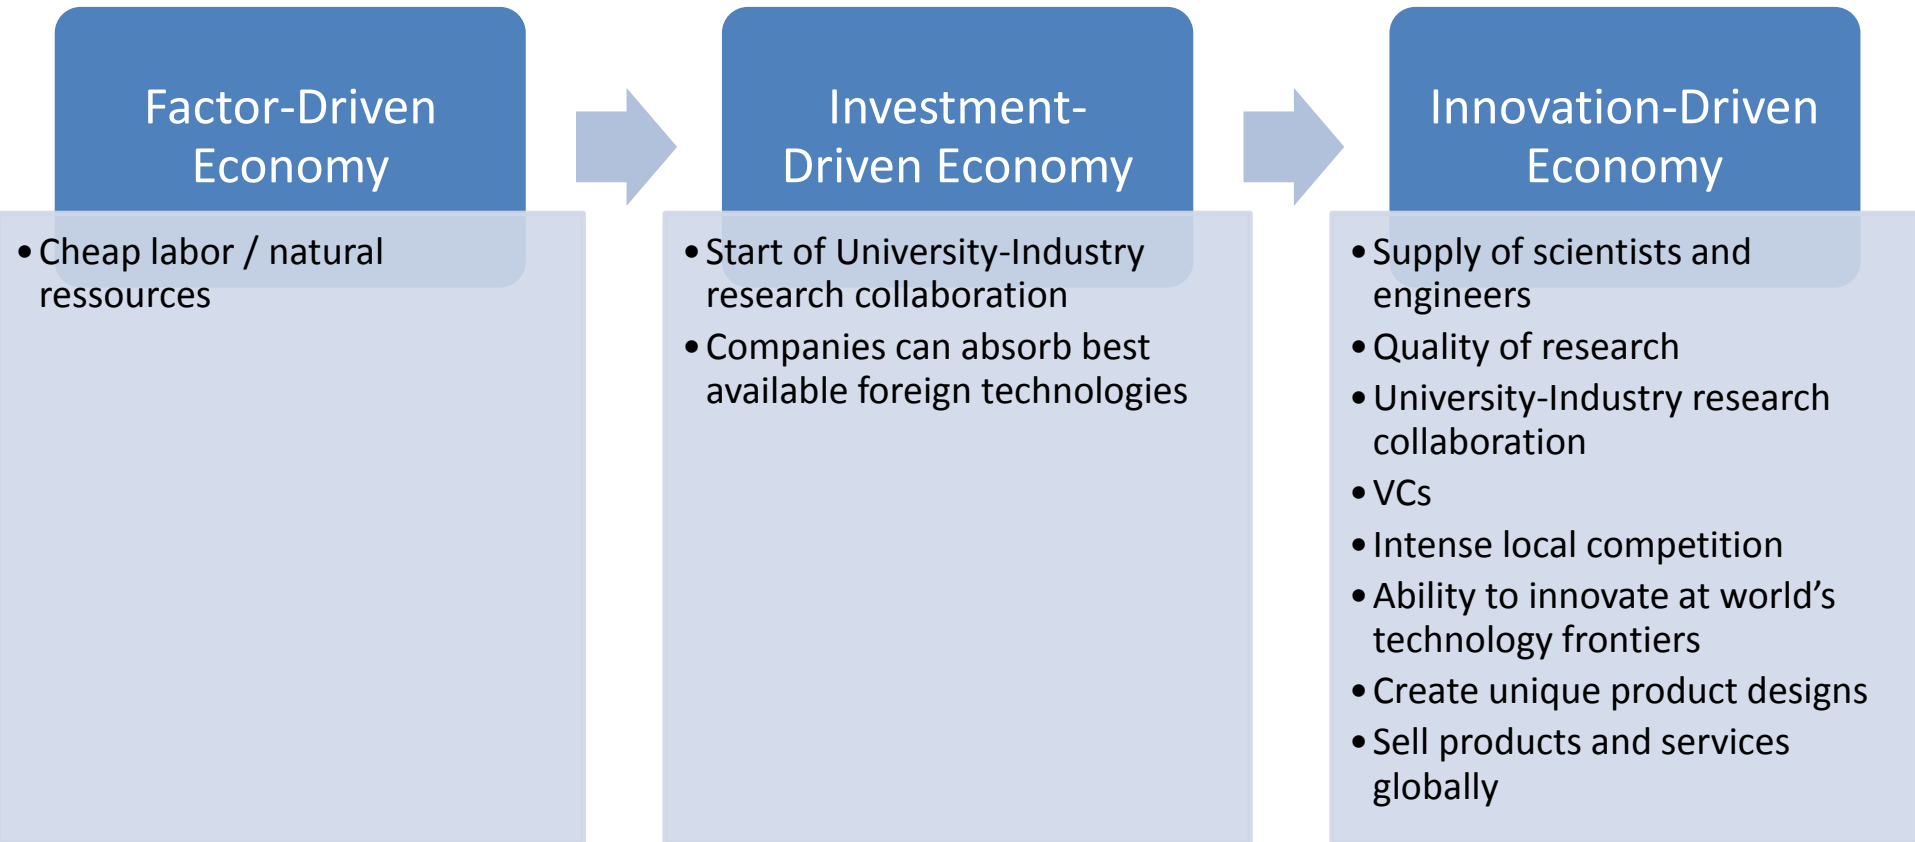 Factor-Driven
Economy
• Cheap labor / natural
ressources
Investment-
Driven Economy
• Start of University-Industry
research collaboration
• Companies can absorb best
available foreign technologies
Innovation-Driven
Economy
• Supply of scientists and
engineers
• Quality of research
• University-Industry research
collaboration
• VCs
• Intense local competition
• Ability to innovate at world’s
technology frontiers
• Create unique product designs
• Sell products and services
globally